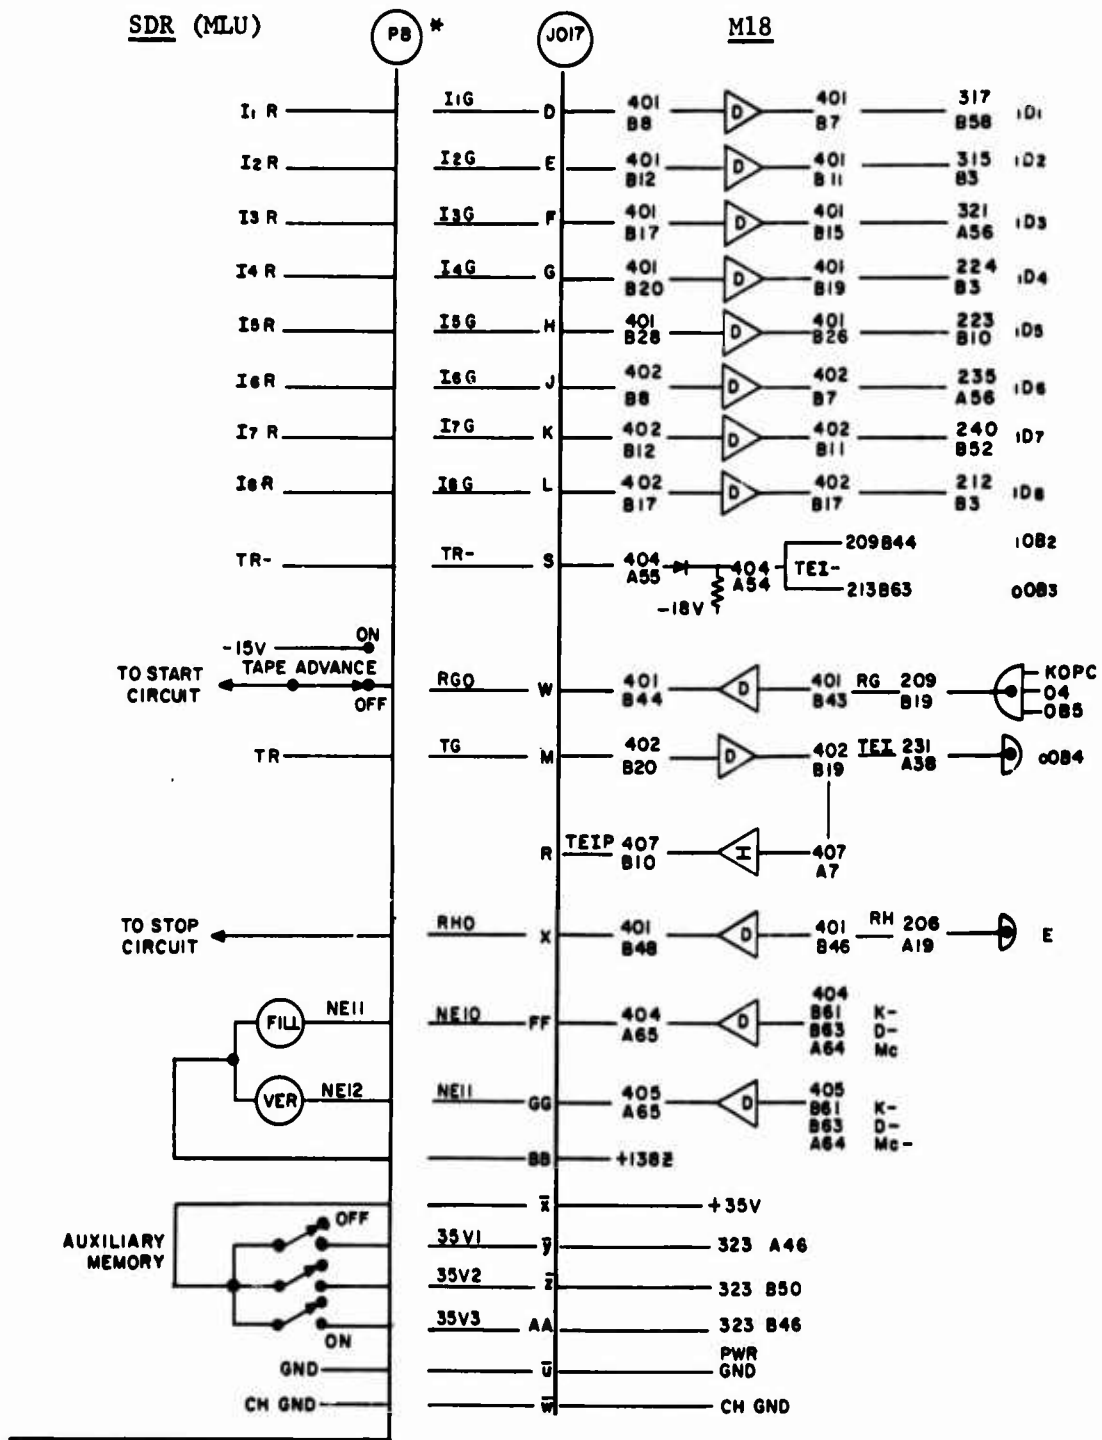 SDR (MLU) P8 * J017 M18
I1 R I1G D 401 B8 D 401 B7 317 B58 1D1
I2 R I2G E 401 B12 D 401 B11 315 B3 1D2
I3 R I3G F 401 B17 D 401 B15 321 A56 1D3
I4 R I4G G 401 B20 D 401 B19 224 B3 1D4
I5 R I5G H 401 B28 D 401 B26 223 B10 1D5
I6 R I6G J 402 B8 D 402 B7 235 A56 1D6
I7 R I7G K 402 B12 D 402 B11 240 B52 1D7
I8 R I8G L 402 B17 D 402 B17 212 B3 1D8
TR- TR- S 404 A55 404 A54 TEI- 209B44 1OB2
-18V 213B63 0OB3
-15V ON
TO START CIRCUIT TAPE ADVANCE OFF RGO W 401 B44 D 401 B43 RG 209 B19 KOPC
04
OB5
TR TG M 402 B20 D 402 B19 TEI 231 A38 0OB4
R TEIP 407 B10 I 407 A7
TO STOP CIRCUIT RHO X 401 B48 D 401 B46 RH 206 A19 E
FILL NE11 NE10 FF 404 A65 D 404
B61 K-
B63 D-
A64 Mc
VER NE12 NE11 GG 405 A65 D 405
B61 K-
B63 D-
A64 Mc-
BB +138Z
x +35V
AUXILIARY MEMORY OFF 35V1 y 323 A46
35V2 z 323 B50
ON 35V3 AA 323 B46
GND u PWR GND
CH GND w CH GND